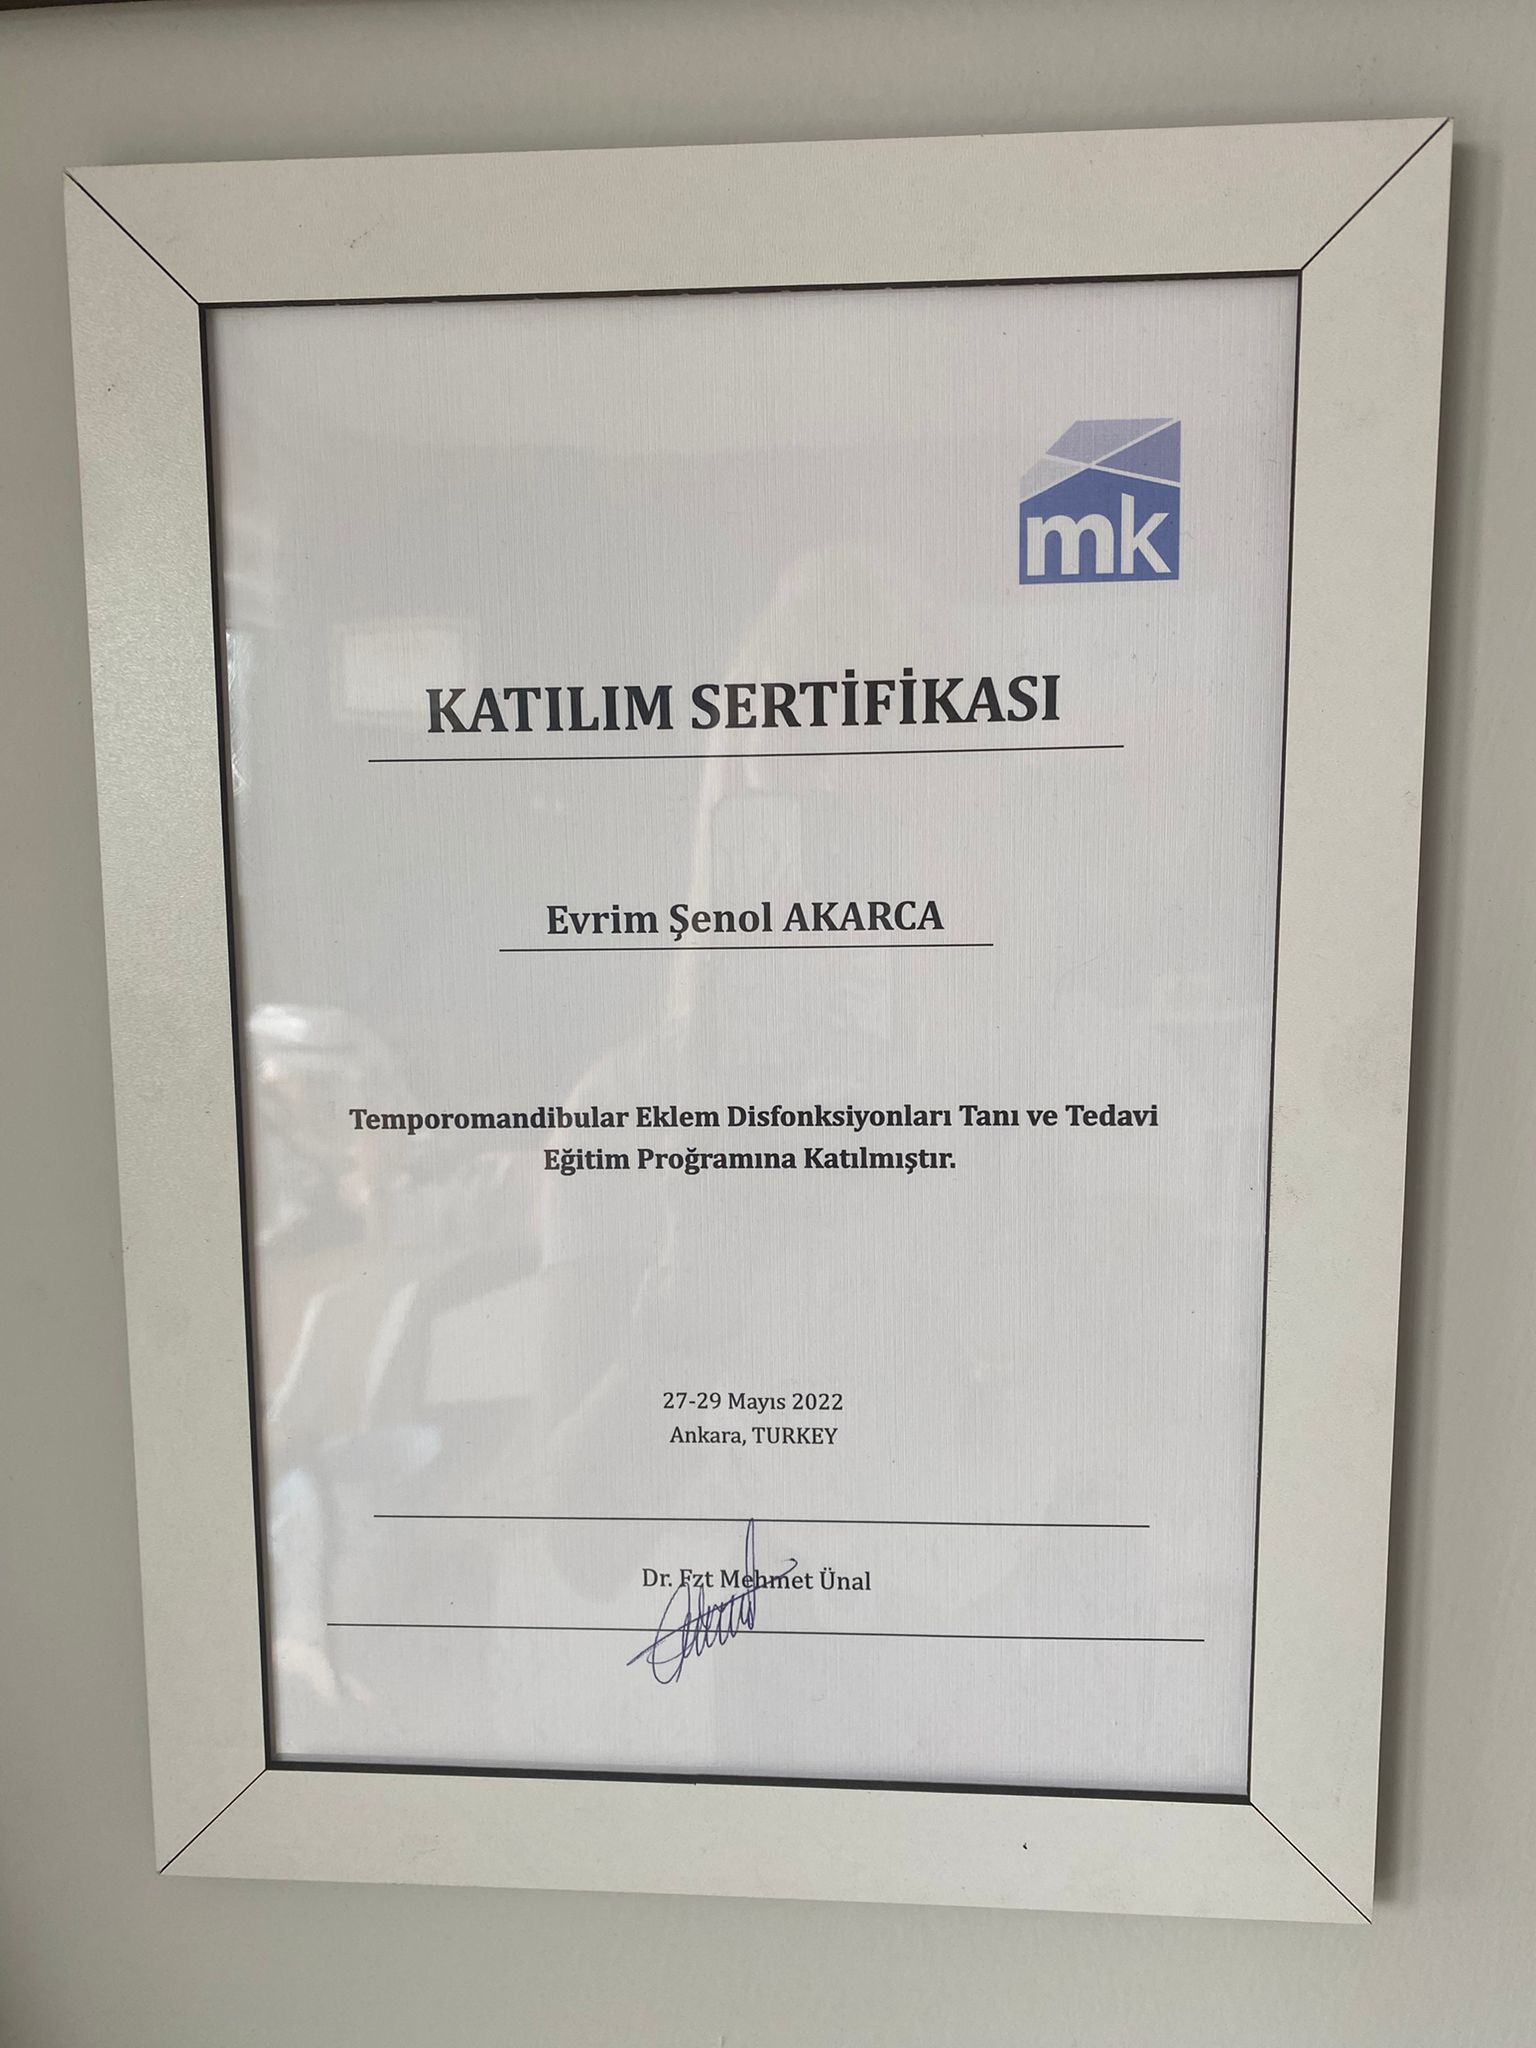 mk
KATILIM SERTİFİKASI
Evrim Şenol AKARCA
Temporomandibular Eklem Disfonksiyonları Tanı ve Tedavi
Eğitim Proğramına Katılmıştır.
27-29 Mayıs 2022
Ankara, TURKEY
Dr. Fzt Mehmet Ünal